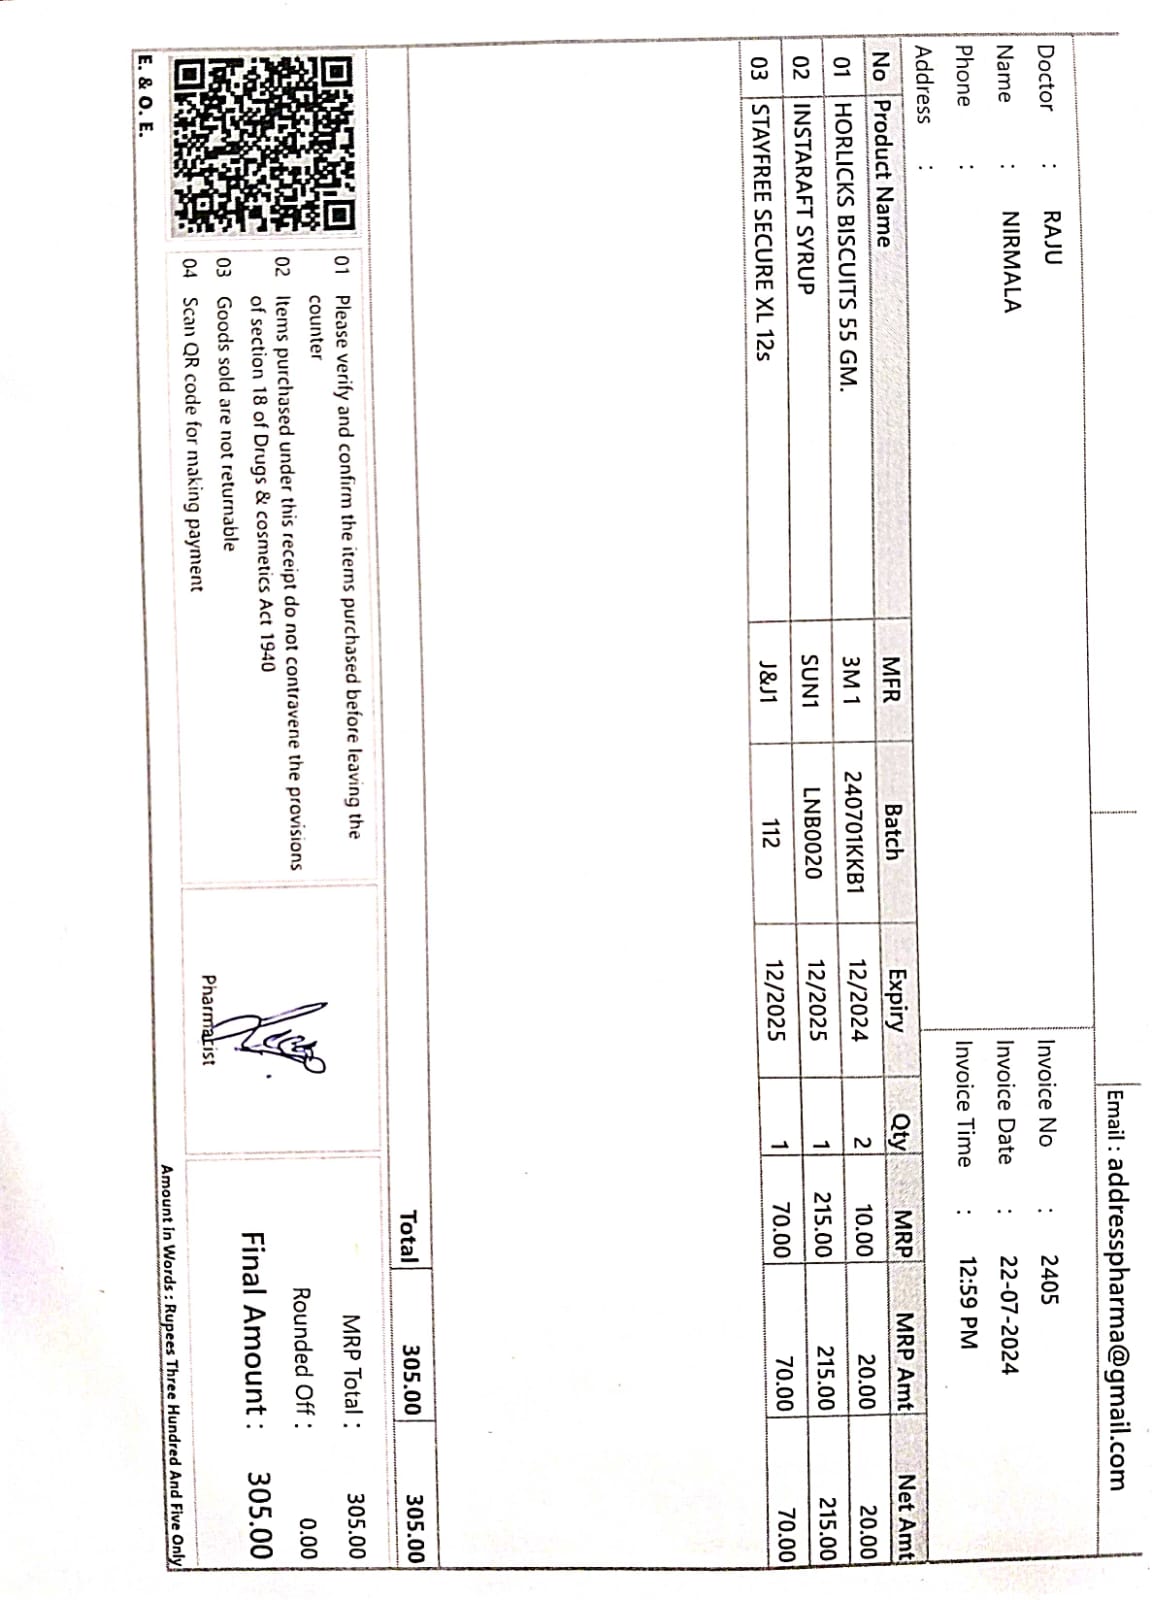 Email : addresspharma@gmail.com
Doctor : RAJU
Name : NIRMALA
Phone :
Address :
Invoice No : 2405
Invoice Date : 22-07-2024
Invoice Time : 12:59 PM
No Product Name MFR Batch Expiry Qty MRP MRP Amt Net Amt
01 HORLICKS BISCUITS 55 GM. 3M 1 240701KKB1 12/2024 2 10.00 20.00 20.00
02 INSTARAFT SYRUP SUN1 LNB0020 12/2025 1 215.00 215.00 215.00
03 STAYFREE SECURE XL 12s J&J1 112 12/2025 1 70.00 70.00 70.00
Total 305.00 305.00
01 Please verify and confirm the items purchased before leaving the
counter
02 Items purchased under this receipt do not contravene the provisions
of section 18 of Drugs & cosmetics Act 1940
03 Goods sold are not returnable
04 Scan QR code for making payment
E. & O. E.
Pharmacist
MRP Total : 305.00
Rounded Off : 0.00
Final Amount : 305.00
Amount in Words : Rupees Three Hundred And Five Only